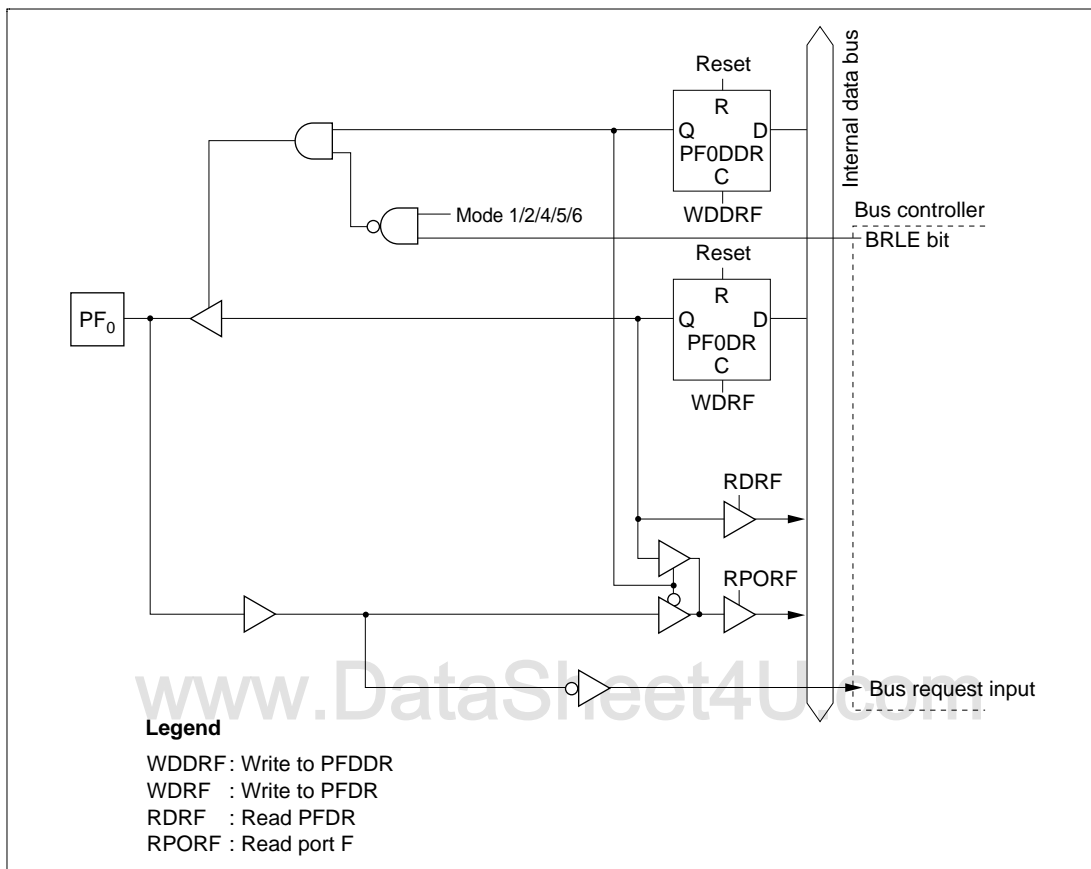 Reset
R
Q D
PF0DDR
C
WDDRF
Internal data bus
Mode 1/2/4/5/6
Bus controller
BRLE bit
Reset
R
Q D
PF0DR
C
WDRF
PF0
RDRF
RPORF
Bus request input
www.DataSheet4U.com
Legend
WDDRF : Write to PFDDR
WDRF : Write to PFDR
RDRF : Read PFDR
RPORF : Read port F